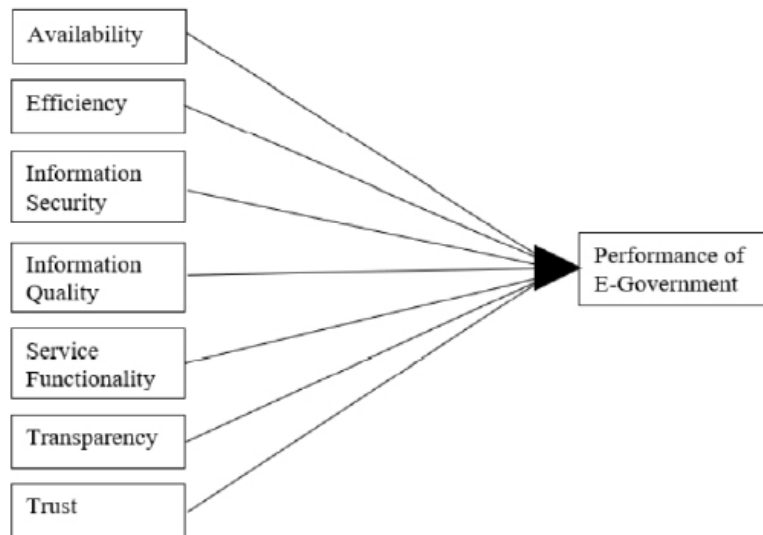 Availability
Efficiency
Information
Security
Information
Quality
Service
Functionality
Transparency
Trust
Performance of
E-Government